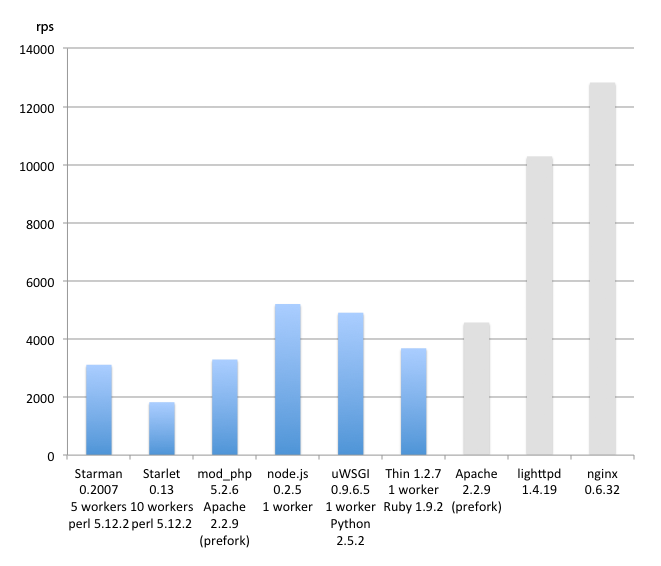 rps
14000
12000
10000
8000
6000
4000
2000
0
Starman
0.2007
5 workers
perl 5.12.2
Starlet
0.13
10 workers
perl 5.12.2
mod_php
5.2.6
Apache
2.2.9
(prefork)
node.js
0.2.5
1 worker
uWSGI
0.9.6.5
1 worker
Python
2.5.2
Thin 1.2.7
1 worker
Ruby 1.9.2
Apache
2.2.9
(prefork)
lighttpd
1.4.19
nginx
0.6.32